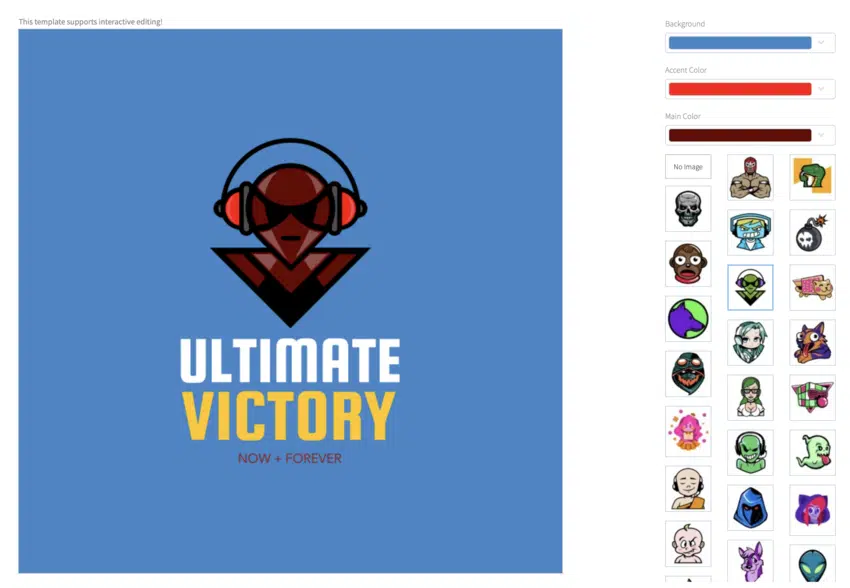 This template supports interactive editing!
ULTIMATE
VICTORY
NOW + FOREVER
Background
Accent Color
Main Color
No Image